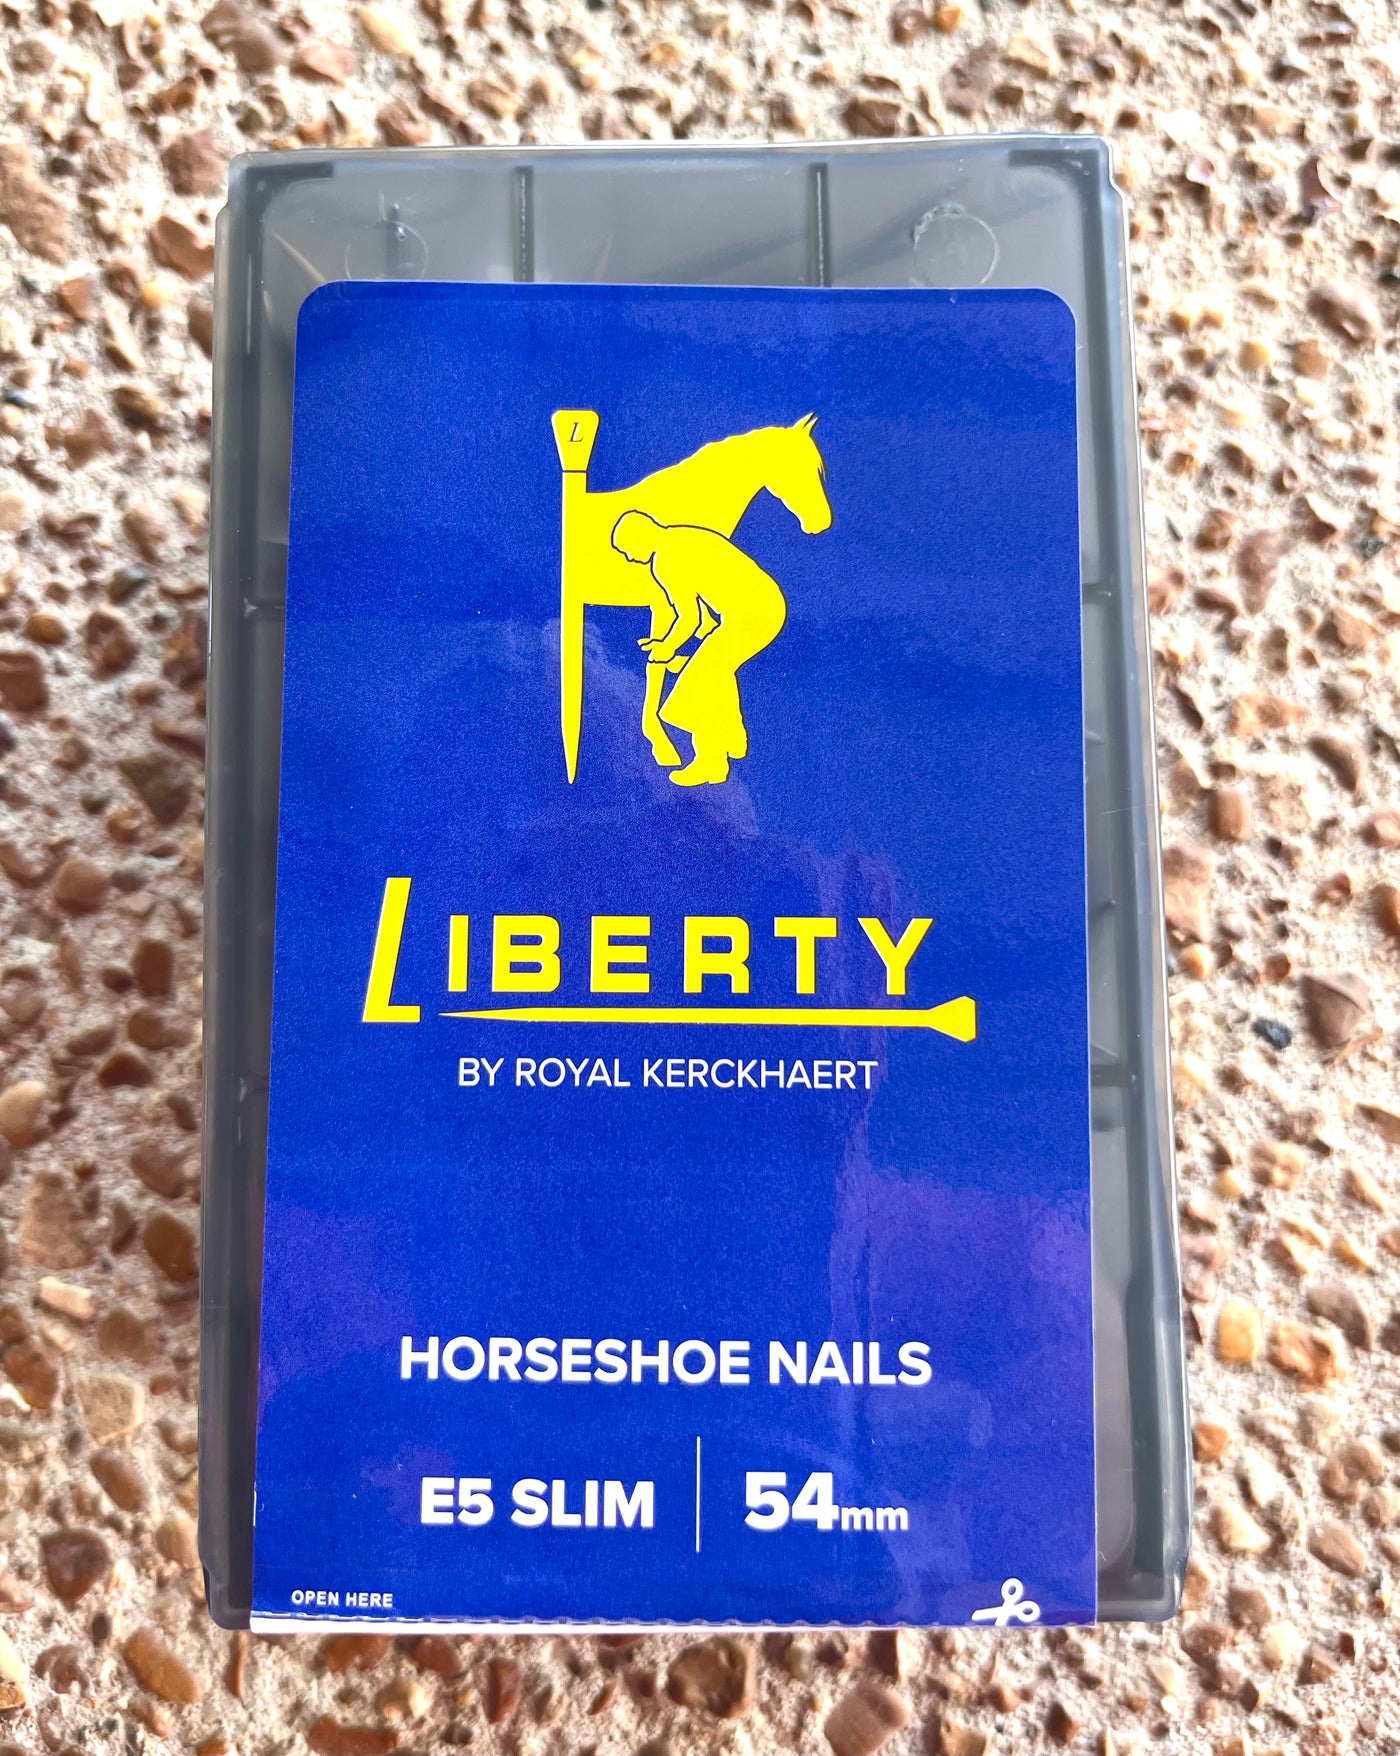 L
LIBERTY
BY ROYAL KERCKHAERT
HORSESHOE NAILS
E5 SLIM 54mm
OPEN HERE